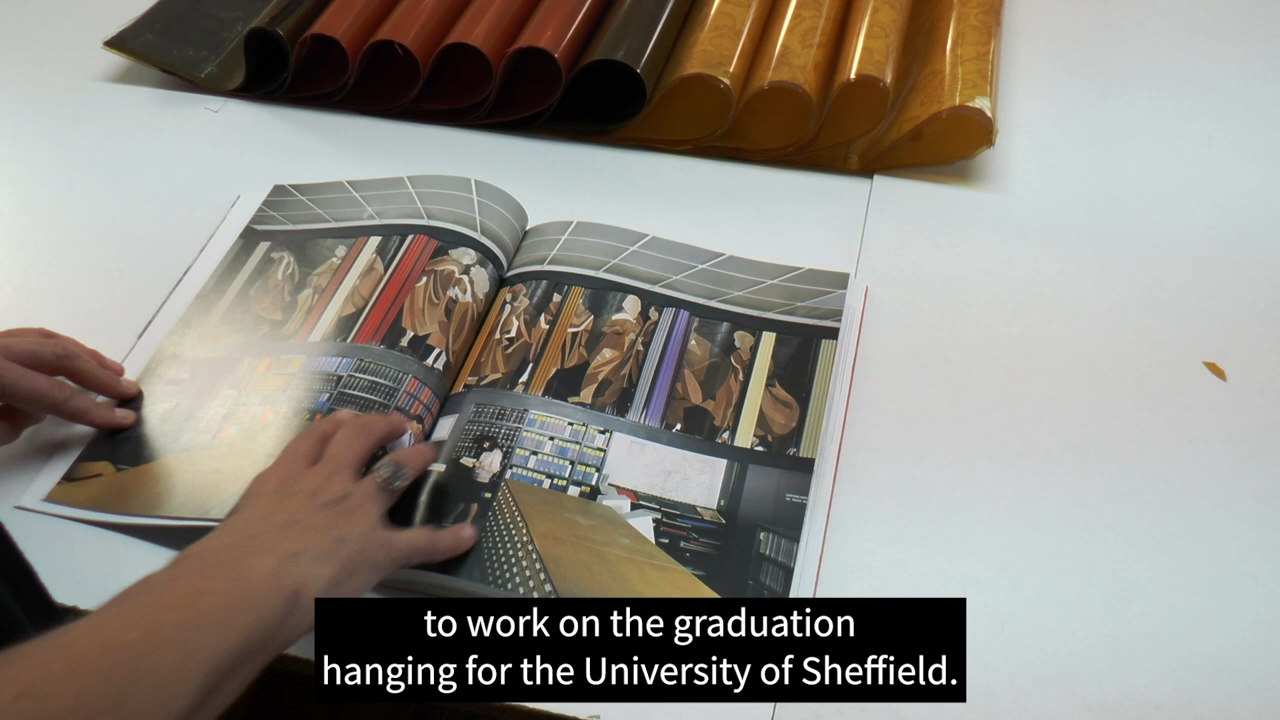 to work on the graduation
hanging for the University of Sheffield.